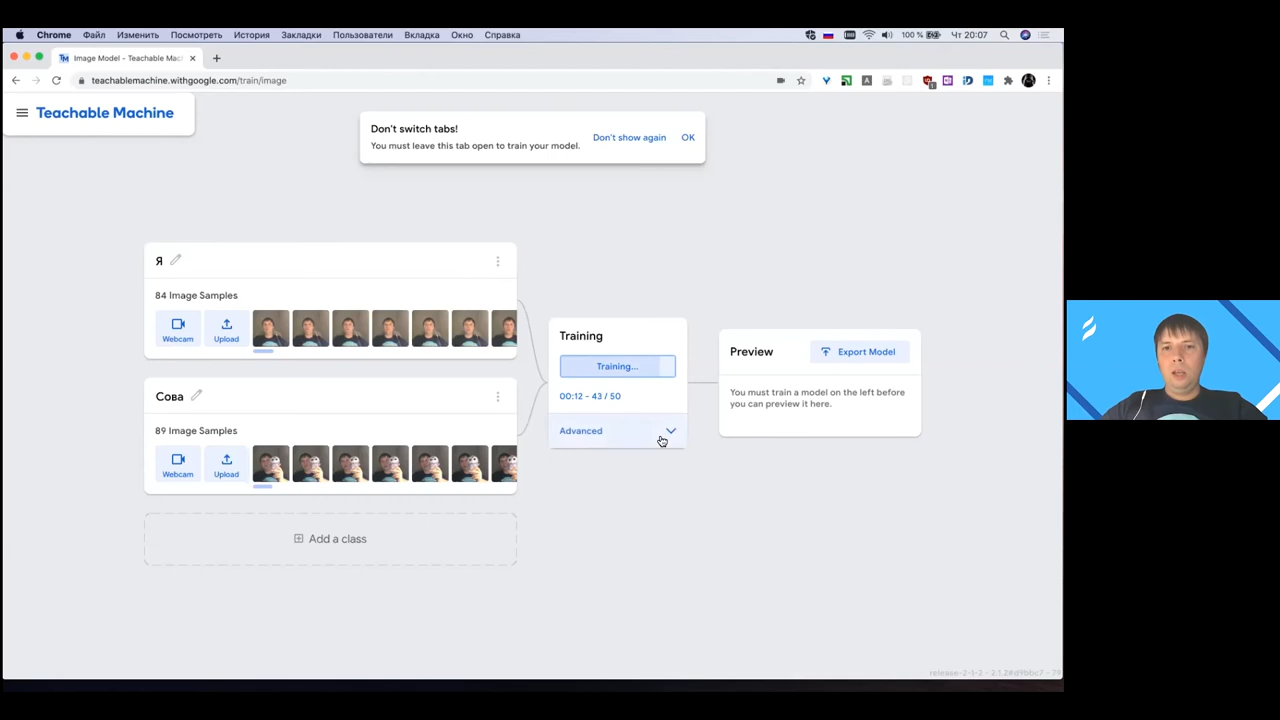 Chrome Файл Изменить Посмотреть История Закладки Пользователи Вкладка Окно Справка 100 % Чт 20:07
Image Model - Teachable Mac
teachablemachine.withgoogle.com/train/image
Teachable Machine
Don't switch tabs!
You must leave this tab open to train your model.
Don't show again OK
Я
84 Image Samples
Webcam Upload
Сова
89 Image Samples
Webcam Upload
Add a class
Training
Training...
00:12 - 43 / 50
Advanced
Preview Export Model
You must train a model on the left before
you can preview it here.